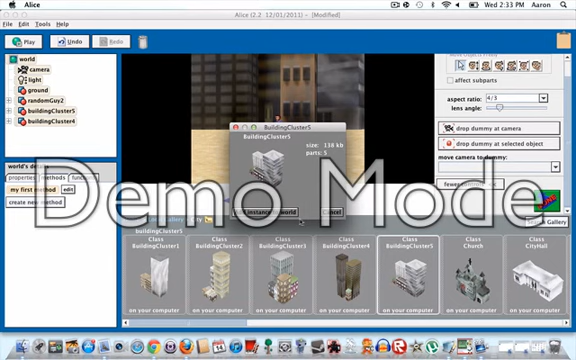 Alice
Wed 2:33 PM Aaron
Alice (2.2 12/01/2011) - [Modified]
File Edit Tools Help
Play Undo Redo
world
camera
light
ground
randomGuy2
buildingCluster5
buildingCluster4
world's details
properties methods functions
my first method edit
create new method
affect subparts
aspect ratio: 4/3
lens angle:
drop dummy at camera
drop dummy at selected object
move camera to dummy:
fewer controls
BuildingCluster5
BuildingCluster5
size: 138 kb
parts: 5
instance to world
Cancel
Demo Mode
Gallery > City
Search Gallery
buildingCluster5
Class BuildingCluster1
Class BuildingCluster2
Class BuildingCluster3
Class BuildingCluster4
Class BuildingCluster5
Class Church
Class CityHall
on your computer
on your computer
on your computer
on your computer
on your computer
on your computer
on your computer